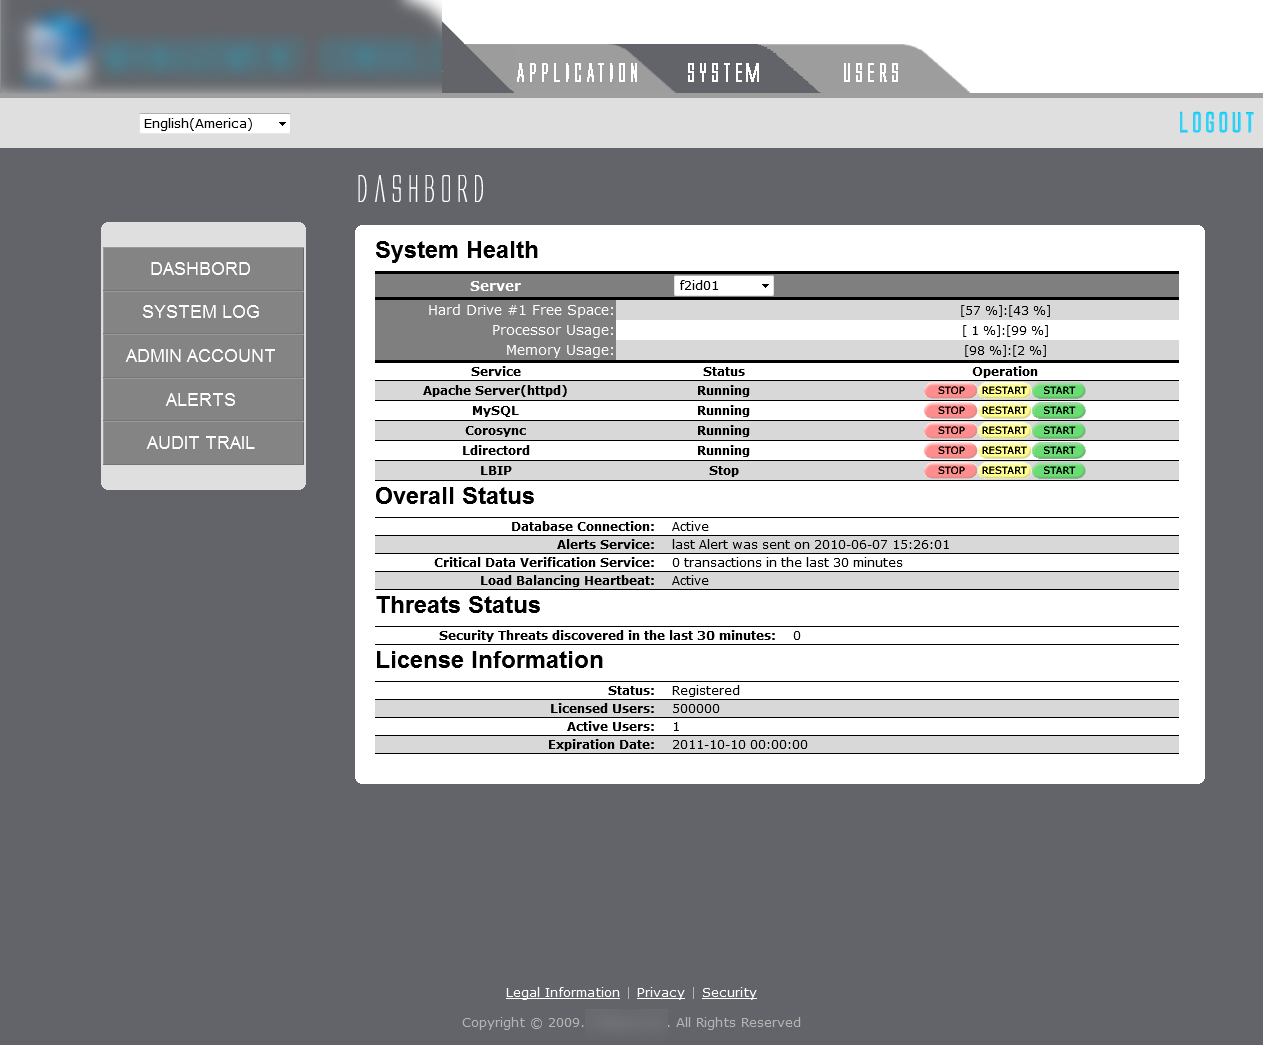 APPLICATION SYSTEM USERS
English(America) LOGOUT
DASHBORD
DASHBORD
SYSTEM LOG
ADMIN ACCOUNT
ALERTS
AUDIT TRAIL
System Health
Server f2id01
Hard Drive #1 Free Space: [57 %]:[43 %]
Processor Usage: [ 1 %]:[99 %]
Memory Usage: [98 %]:[2 %]
Service Status Operation
Apache Server(httpd) Running STOP RESTART START
MySQL Running STOP RESTART START
Corosync Running STOP RESTART START
Ldirectord Running STOP RESTART START
LBIP Stop STOP RESTART START
Overall Status
Database Connection: Active
Alerts Service: last Alert was sent on 2010-06-07 15:26:01
Critical Data Verification Service: 0 transactions in the last 30 minutes
Load Balancing Heartbeat: Active
Threats Status
Security Threats discovered in the last 30 minutes: 0
License Information
Status: Registered
Licensed Users: 500000
Active Users: 1
Expiration Date: 2011-10-10 00:00:00
Legal Information | Privacy | Security
Copyright © 2009. . All Rights Reserved